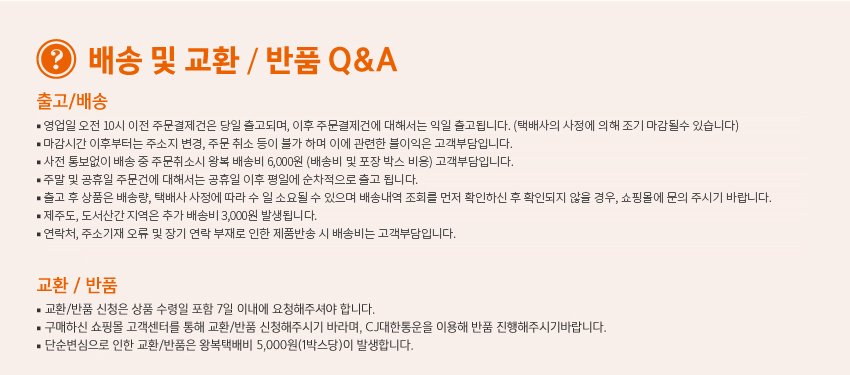 ? 배송 및 교환 / 반품 Q&A
출고/배송
▪ 영업일 오전 10시 이전 주문결제건은 당일 출고되며, 이후 주문결제건에 대해서는 익일 출고됩니다. (택배사의 사정에 의해 조기 마감될수 있습니다)
▪ 마감시간 이후부터는 주소지 변경, 주문 취소 등이 불가 하며 이에 관련한 불이익은 고객부담입니다.
▪ 사전 통보없이 배송 중 주문취소시 왕복 배송비 6,000원 (배송비 및 포장 박스 비용) 고객부담입니다.
▪ 주말 및 공휴일 주문건에 대해서는 공휴일 이후 평일에 순차적으로 출고 됩니다.
▪ 출고 후 상품은 배송량, 택배사 사정에 따라 수 일 소요될 수 있으며 배송내역 조회를 먼저 확인하신 후 확인되지 않을 경우, 쇼핑몰에 문의 주시기 바랍니다.
▪ 제주도, 도서산간 지역은 추가 배송비 3,000원 발생됩니다.
▪ 연락처, 주소기재 오류 및 장기 연락 부재로 인한 제품반송 시 배송비는 고객부담입니다.
교환 / 반품
▪ 교환/반품 신청은 상품 수령일 포함 7일 이내에 요청해주셔야 합니다.
▪ 구매하신 쇼핑몰 고객센터를 통해 교환/반품 신청해주시기 바라며, CJ대한통운을 이용해 반품 진행해주시기바랍니다.
▪ 단순변심으로 인한 교환/반품은 왕복택배비 5,000원(1박스당)이 발생합니다.